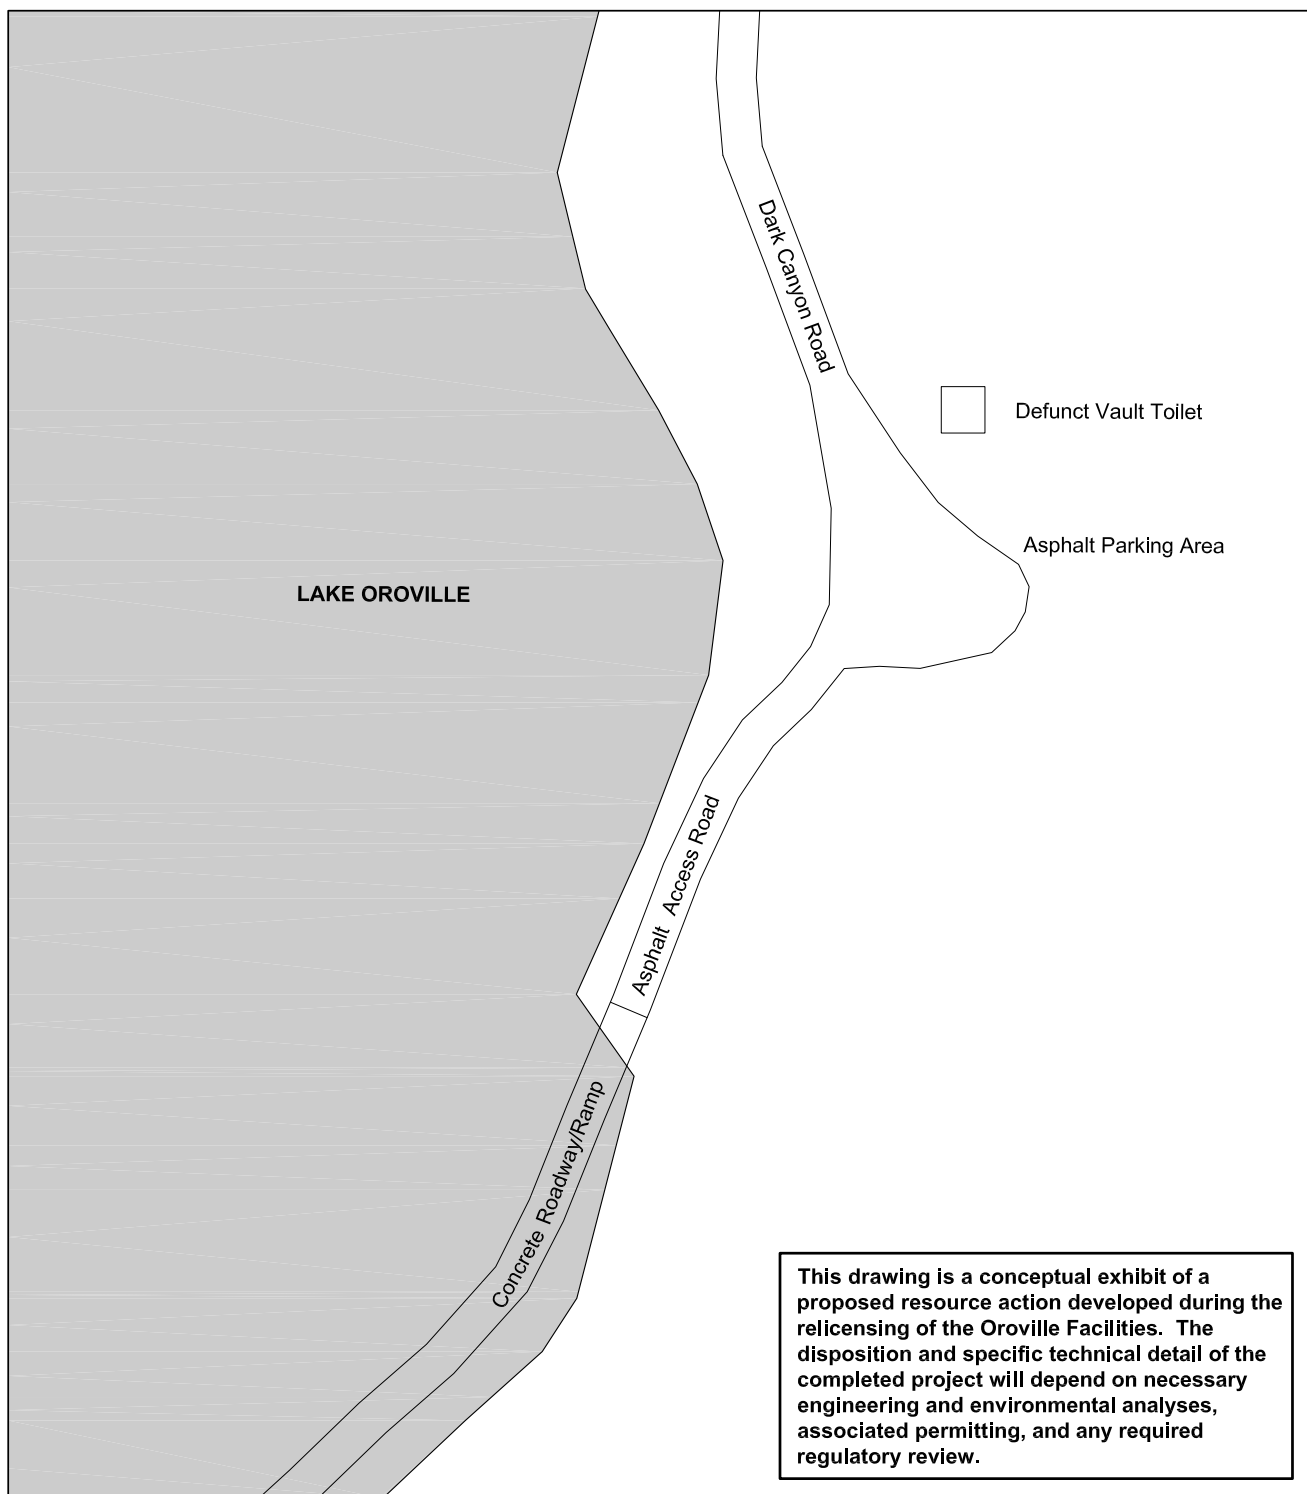 Dark Canyon Road
Defunct Vault Toilet
Asphalt Parking Area
LAKE OROVILLE
Asphalt Access Road
Concrete Roadway/Ramp
This drawing is a conceptual exhibit of a
proposed resource action developed during the
relicensing of the Oroville Facilities. The
disposition and specific technical detail of the
completed project will depend on necessary
engineering and environmental analyses,
associated permitting, and any required
regulatory review.